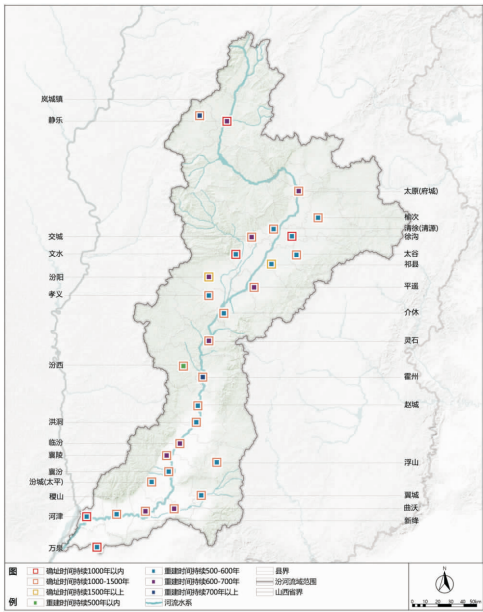 岚城镇
静乐
太原(府城)
榆次
清徐(清源)
交城
徐沟
文水
太谷
祁县
汾阳
平遥
孝义
介休
灵石
汾西
霍州
赵城
洪洞
临汾
襄陵
浮山
襄汾
汾城(太平)
稷山
翼城
曲沃
河津
新绛
万泉
图
例
确址时间持续1000年以内
确址时间持续1000-1500年
确址时间持续1500年以上
重建时间持续500年以内
重建时间持续500-600年
重建时间持续600-700年
重建时间持续700年以上
河流水系
县界
汾河流域范围
山西省界
N
0 10 20 30 40 50km